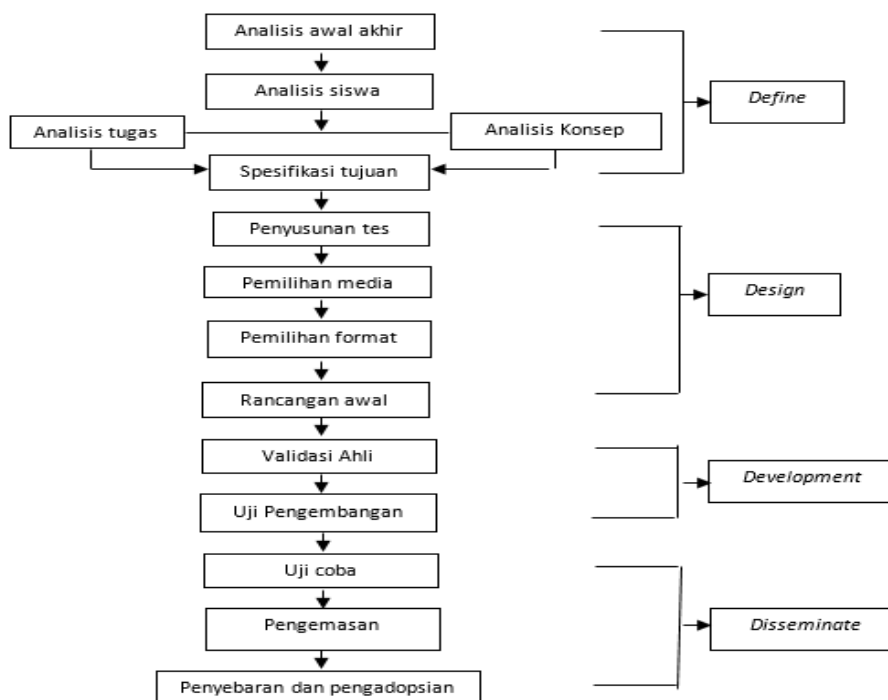 Analisis awal akhir
Analisis siswa
Define
Analisis tugas
Analisis Konsep
Spesifikasi tujuan
Penyusunan tes
Pemilihan media
Design
Pemilihan format
Rancangan awal
Validasi Ahli
Development
Uji Pengembangan
Uji coba
Pengemasan
Disseminate
Penyebaran dan pengadopsian